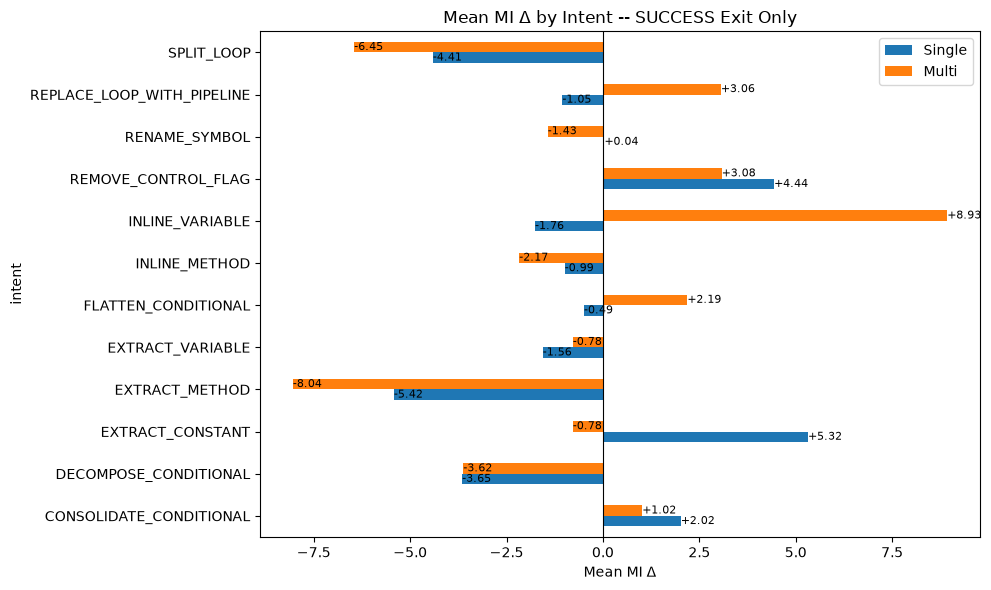 Mean MI Δ by Intent -- SUCCESS Exit Only
Single
Multi
intent
SPLIT_LOOP
-6.45
-4.41
REPLACE_LOOP_WITH_PIPELINE
+3.06
-1.05
RENAME_SYMBOL
-1.43
+0.04
REMOVE_CONTROL_FLAG
+3.08
+4.44
INLINE_VARIABLE
+8.93
-1.76
INLINE_METHOD
-2.17
-0.99
FLATTEN_CONDITIONAL
+2.19
-0.49
EXTRACT_VARIABLE
-0.78
-1.56
EXTRACT_METHOD
-8.04
-5.42
EXTRACT_CONSTANT
-0.78
+5.32
DECOMPOSE_CONDITIONAL
-3.62
-3.65
CONSOLIDATE_CONDITIONAL
+1.02
+2.02
−7.5 −5.0 −2.5 0.0 2.5 5.0 7.5
Mean MI Δ